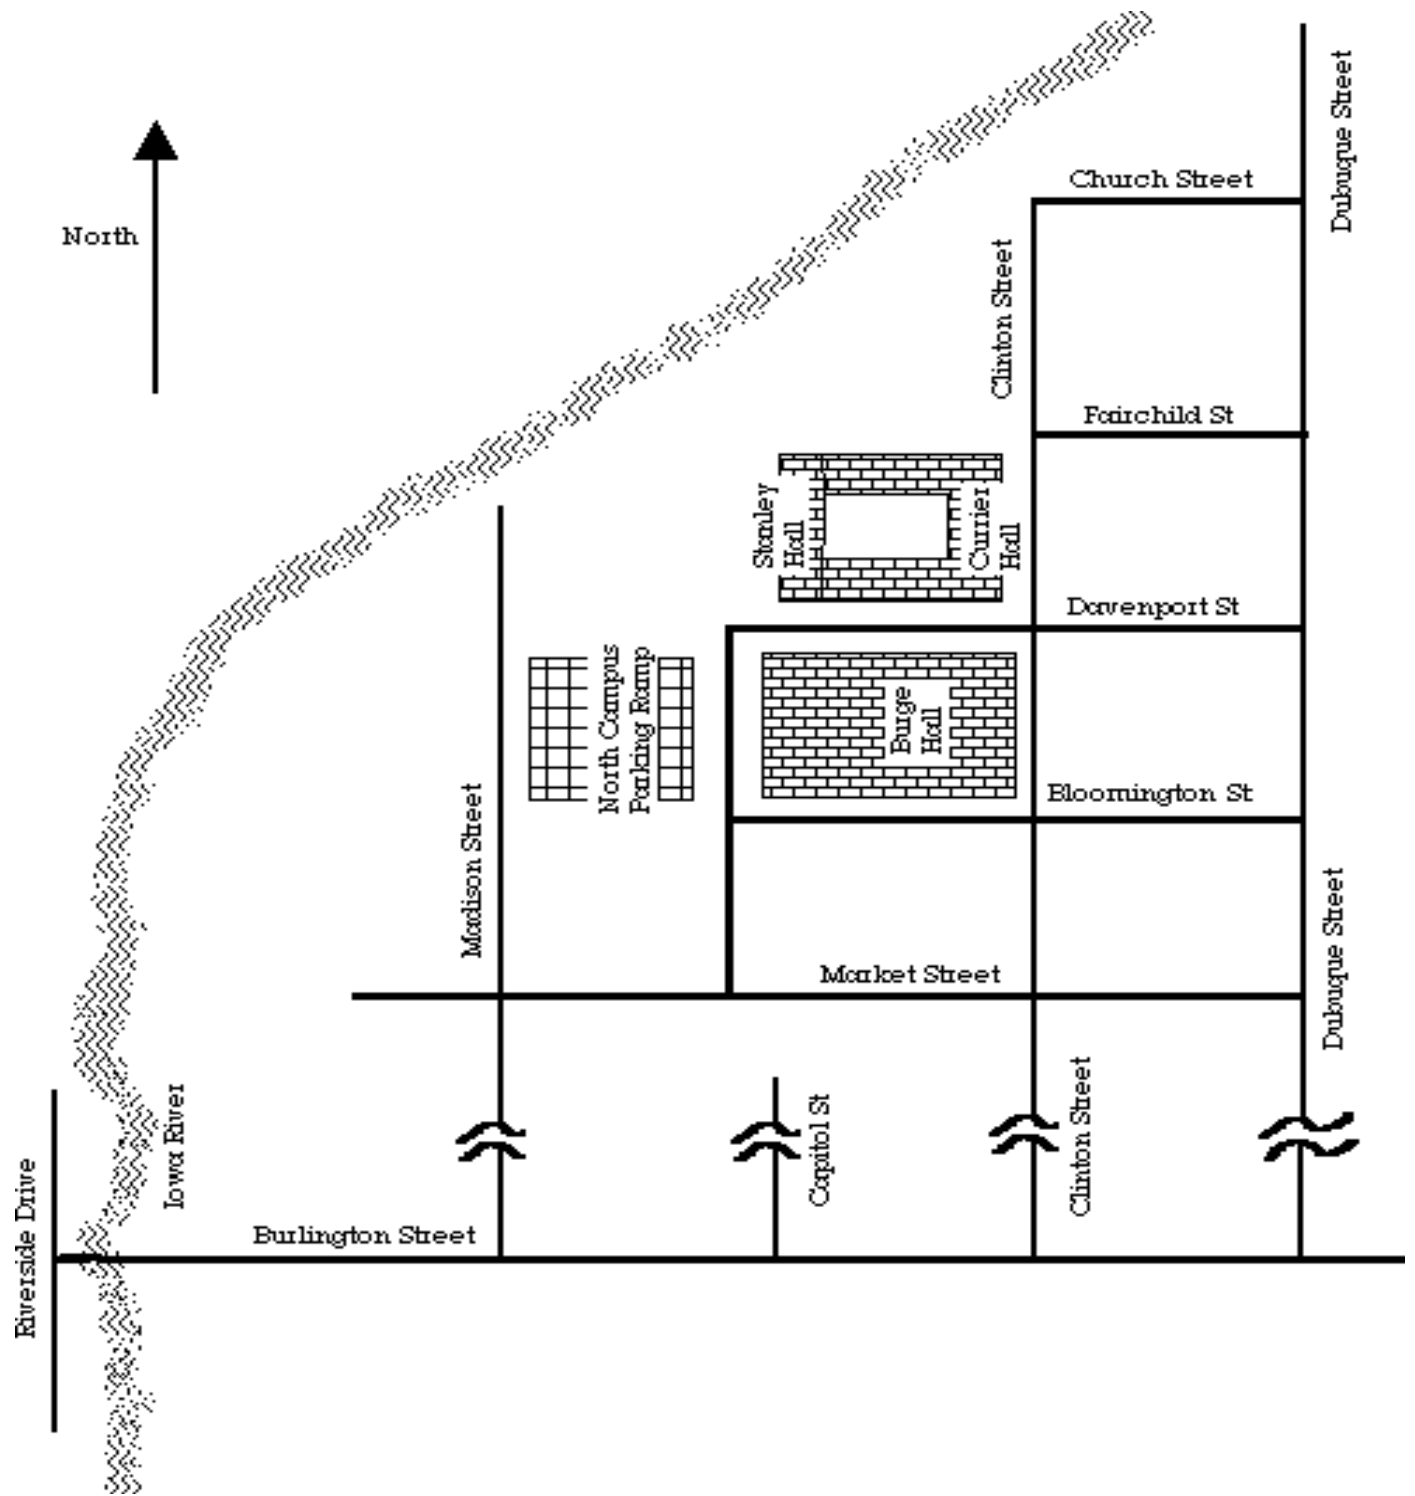 Dubuque Street
Church Street
North
Clinton Street
Fairchild St
Stanley
Hall
Currier
Hall
Davenport St
North Campus
Parking Ramp
Burge
Hall
Bloomington St
Madison Street
Dubuque Street
Market Street
Iowa River
Capitol St
Clinton Street
Riverside Drive
Burlington Street